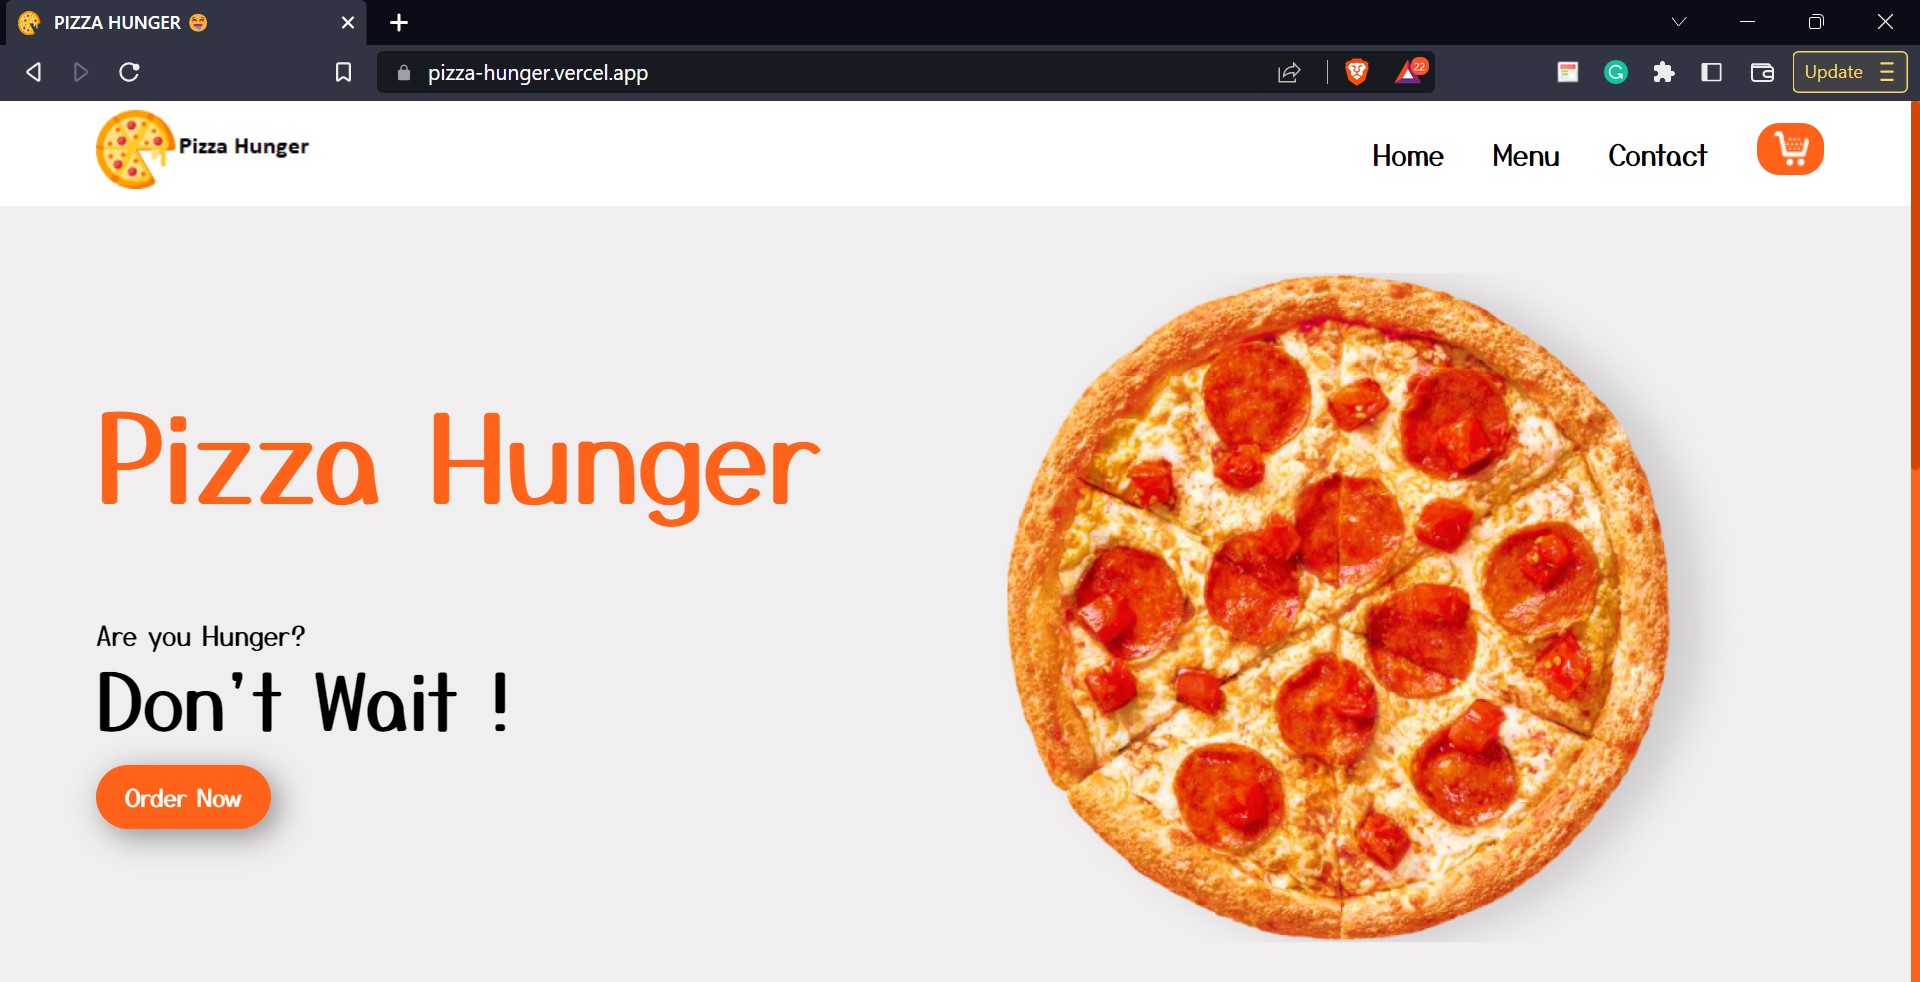 PIZZA HUNGER 😋
pizza-hunger.vercel.app
22
Update
Pizza Hunger
Home Menu Contact
Pizza Hunger
Are you Hunger?
Don't Wait !
Order Now